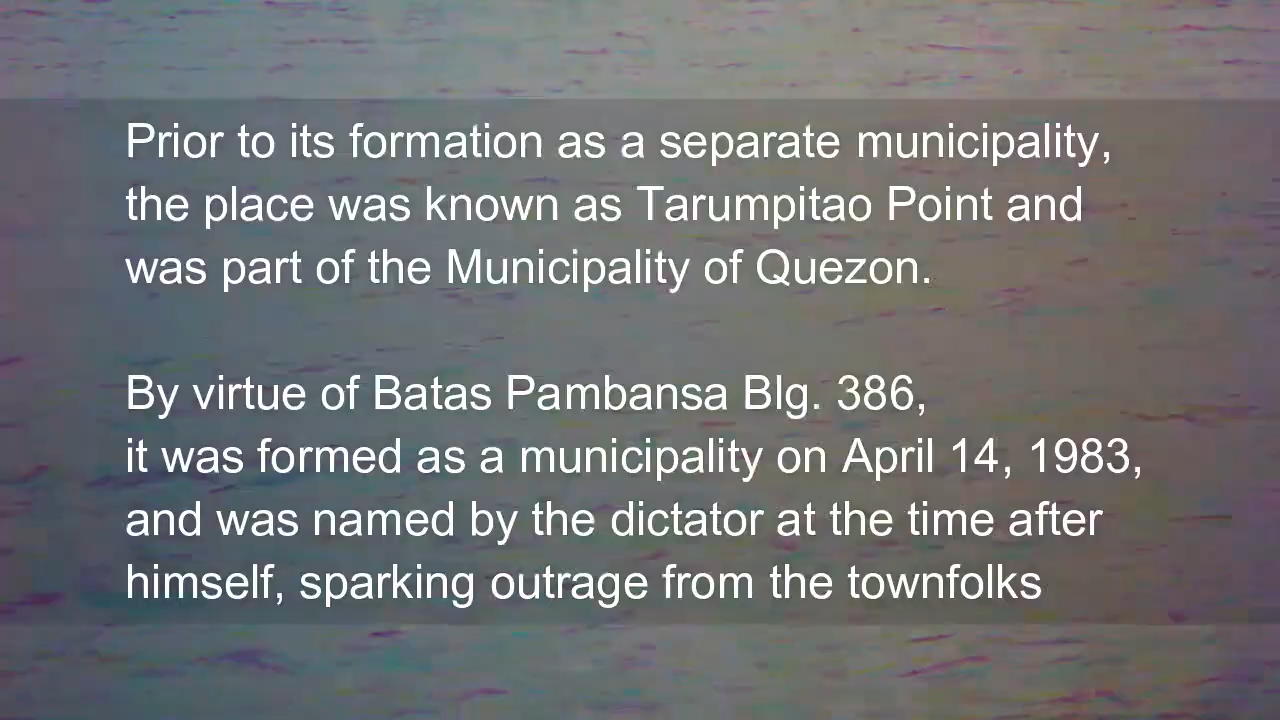 Prior to its formation as a separate municipality,
the place was known as Tarumpitao Point and
was part of the Municipality of Quezon.
By virtue of Batas Pambansa Blg. 386,
it was formed as a municipality on April 14, 1983,
and was named by the dictator at the time after
himself, sparking outrage from the townfolks